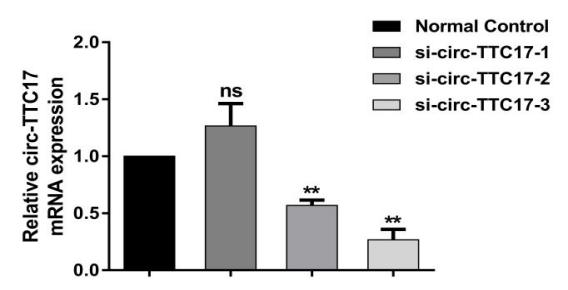 Normal Control
si-circ-TTC17-1
si-circ-TTC17-2
si-circ-TTC17-3
Relative circ-TTC17
mRNA expression
2.0
1.5
1.0
0.5
0.0
ns
**
**